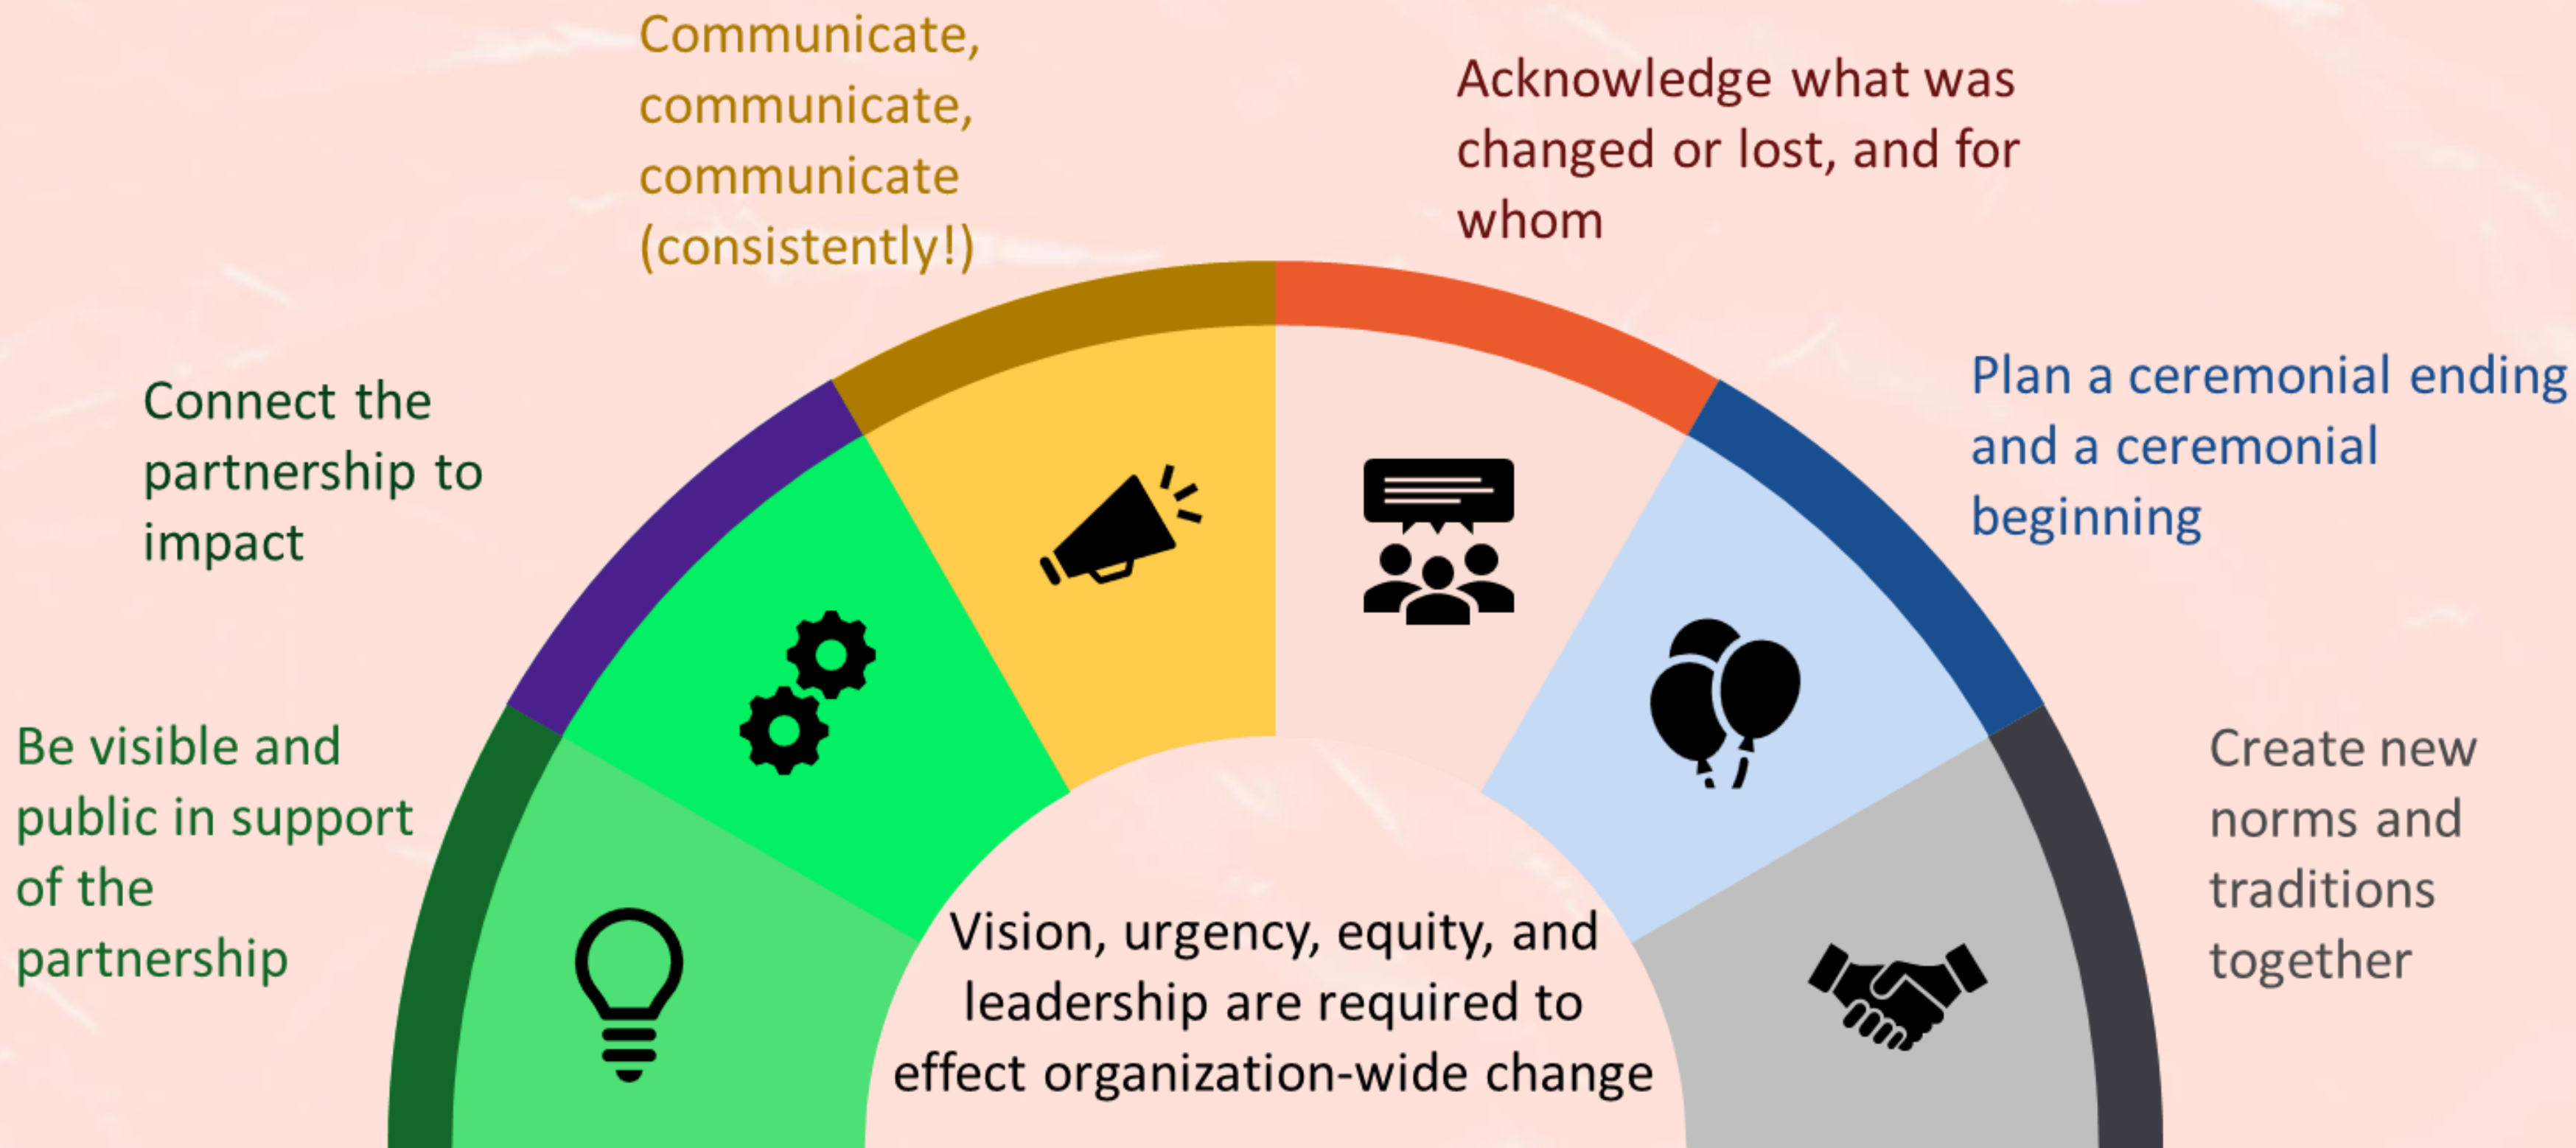 Communicate,
communicate,
communicate
(consistently!)
Acknowledge what was
changed or lost, and for
whom
Connect the
partnership to
impact
Plan a ceremonial ending
and a ceremonial
beginning
Be visible and
public in support
of the
partnership
Create new
norms and
traditions
together
Vision, urgency, equity, and
leadership are required to
effect organization-wide change